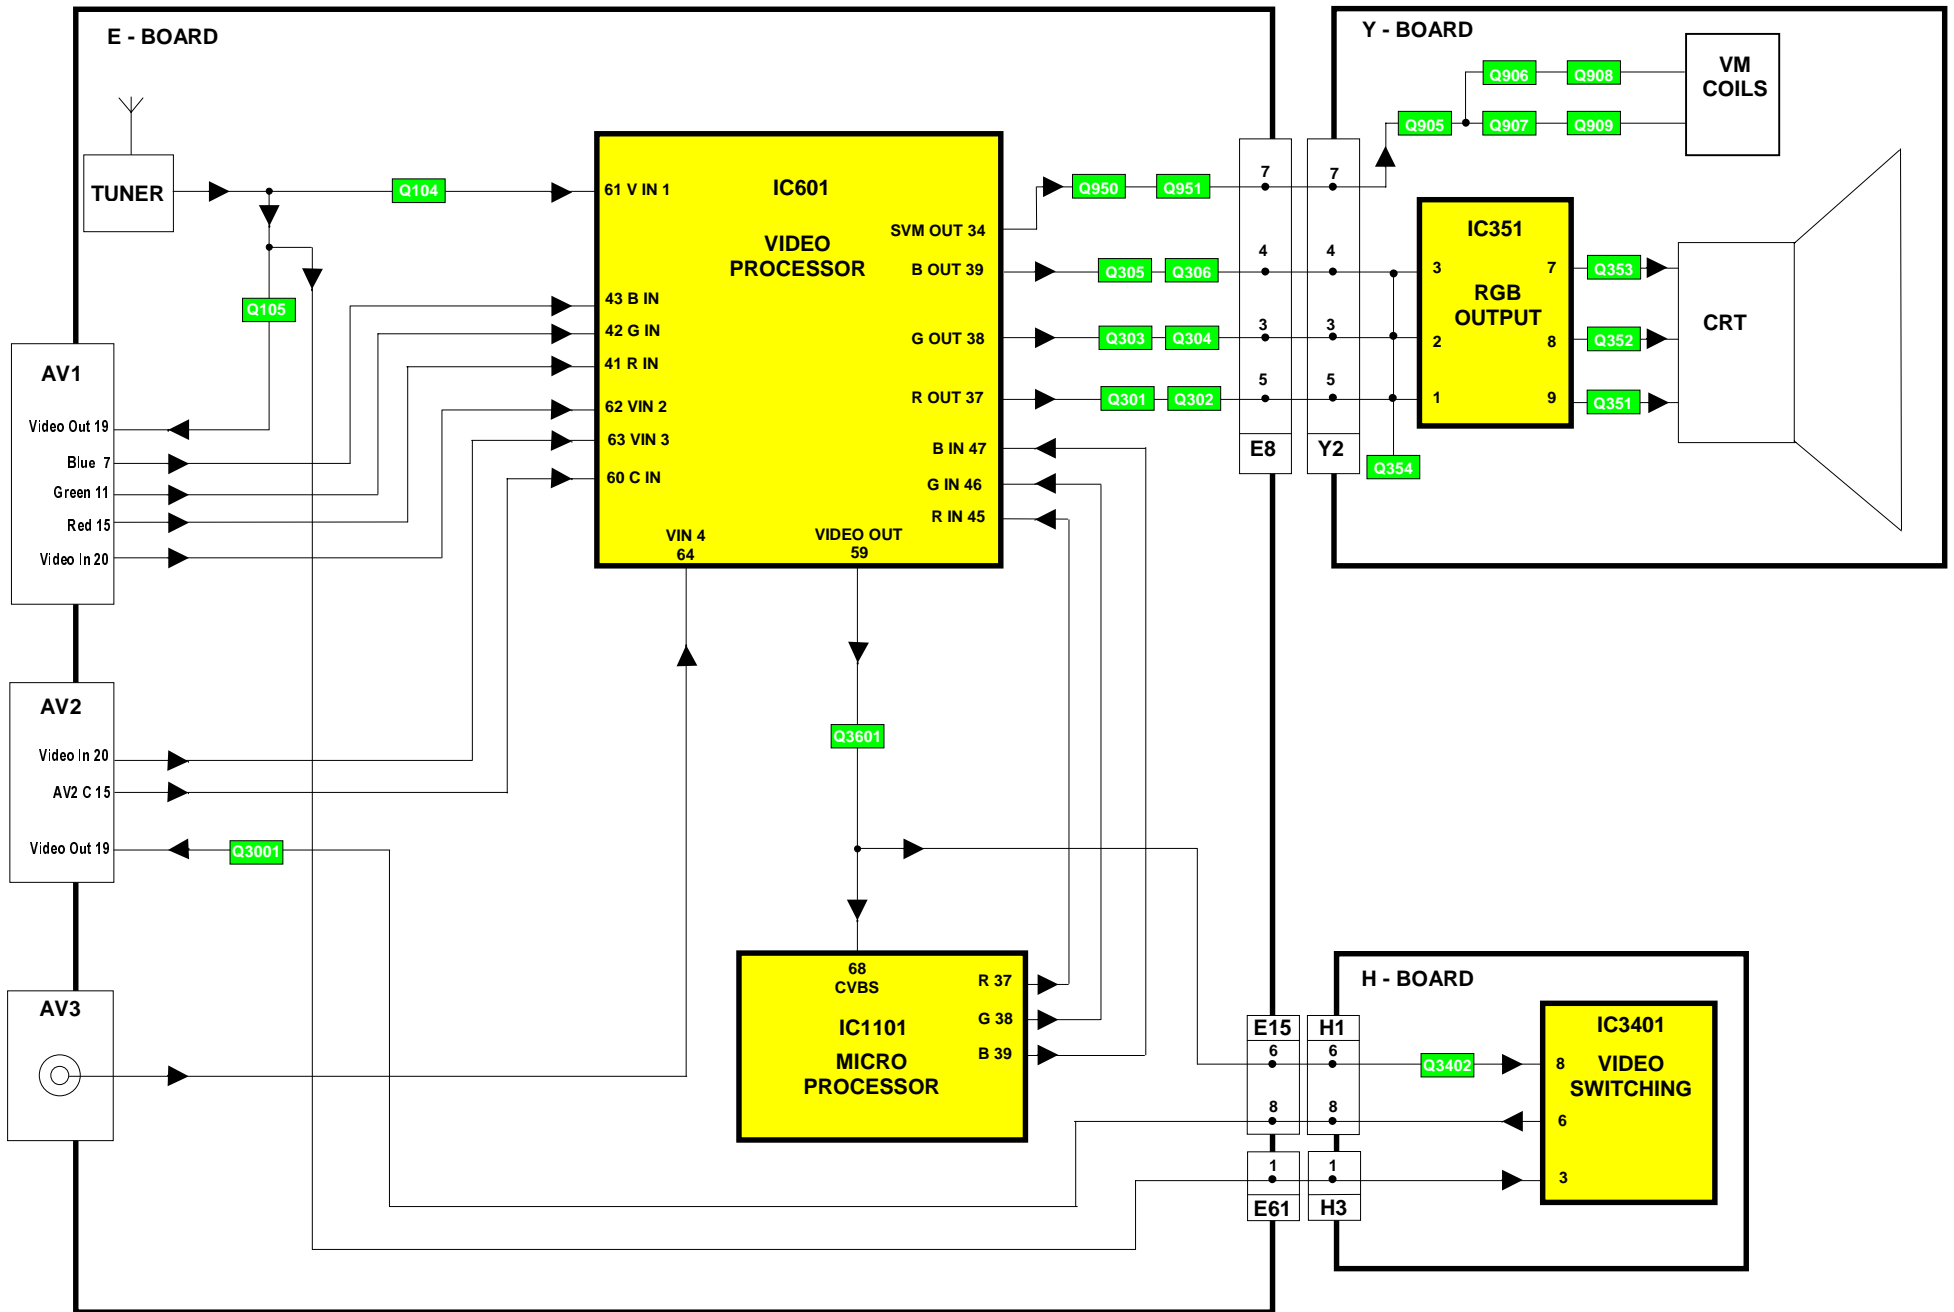 E - BOARD
Y - BOARD
VM
COILS
Q906
Q908
Q905
Q907
Q909
TUNER
Q104
61 V IN 1
IC601
VIDEO
PROCESSOR
SVM OUT 34
B OUT 39
G OUT 38
R OUT 37
B IN 47
G IN 46
R IN 45
43 B IN
42 G IN
41 R IN
62 VIN 2
63 VIN 3
60 C IN
VIN 4
64
VIDEO OUT
59
Q950
Q951
Q305
Q306
Q303
Q304
Q301
Q302
7
4
3
5
E8
7
4
3
5
Y2
Q354
IC351
RGB
OUTPUT
3
2
1
7
8
9
Q353
Q352
Q351
CRT
Q105
AV1
Video Out 19
Blue 7
Green 11
Red 15
Video In 20
AV2
Video In 20
AV2 C 15
Video Out 19
Q3001
Q3601
AV3
68
CVBS
IC1101
MICRO
PROCESSOR
R 37
G 38
B 39
E15
6
8
1
E61
H1
6
8
1
H3
H - BOARD
Q3402
IC3401
VIDEO
SWITCHING
8
6
3